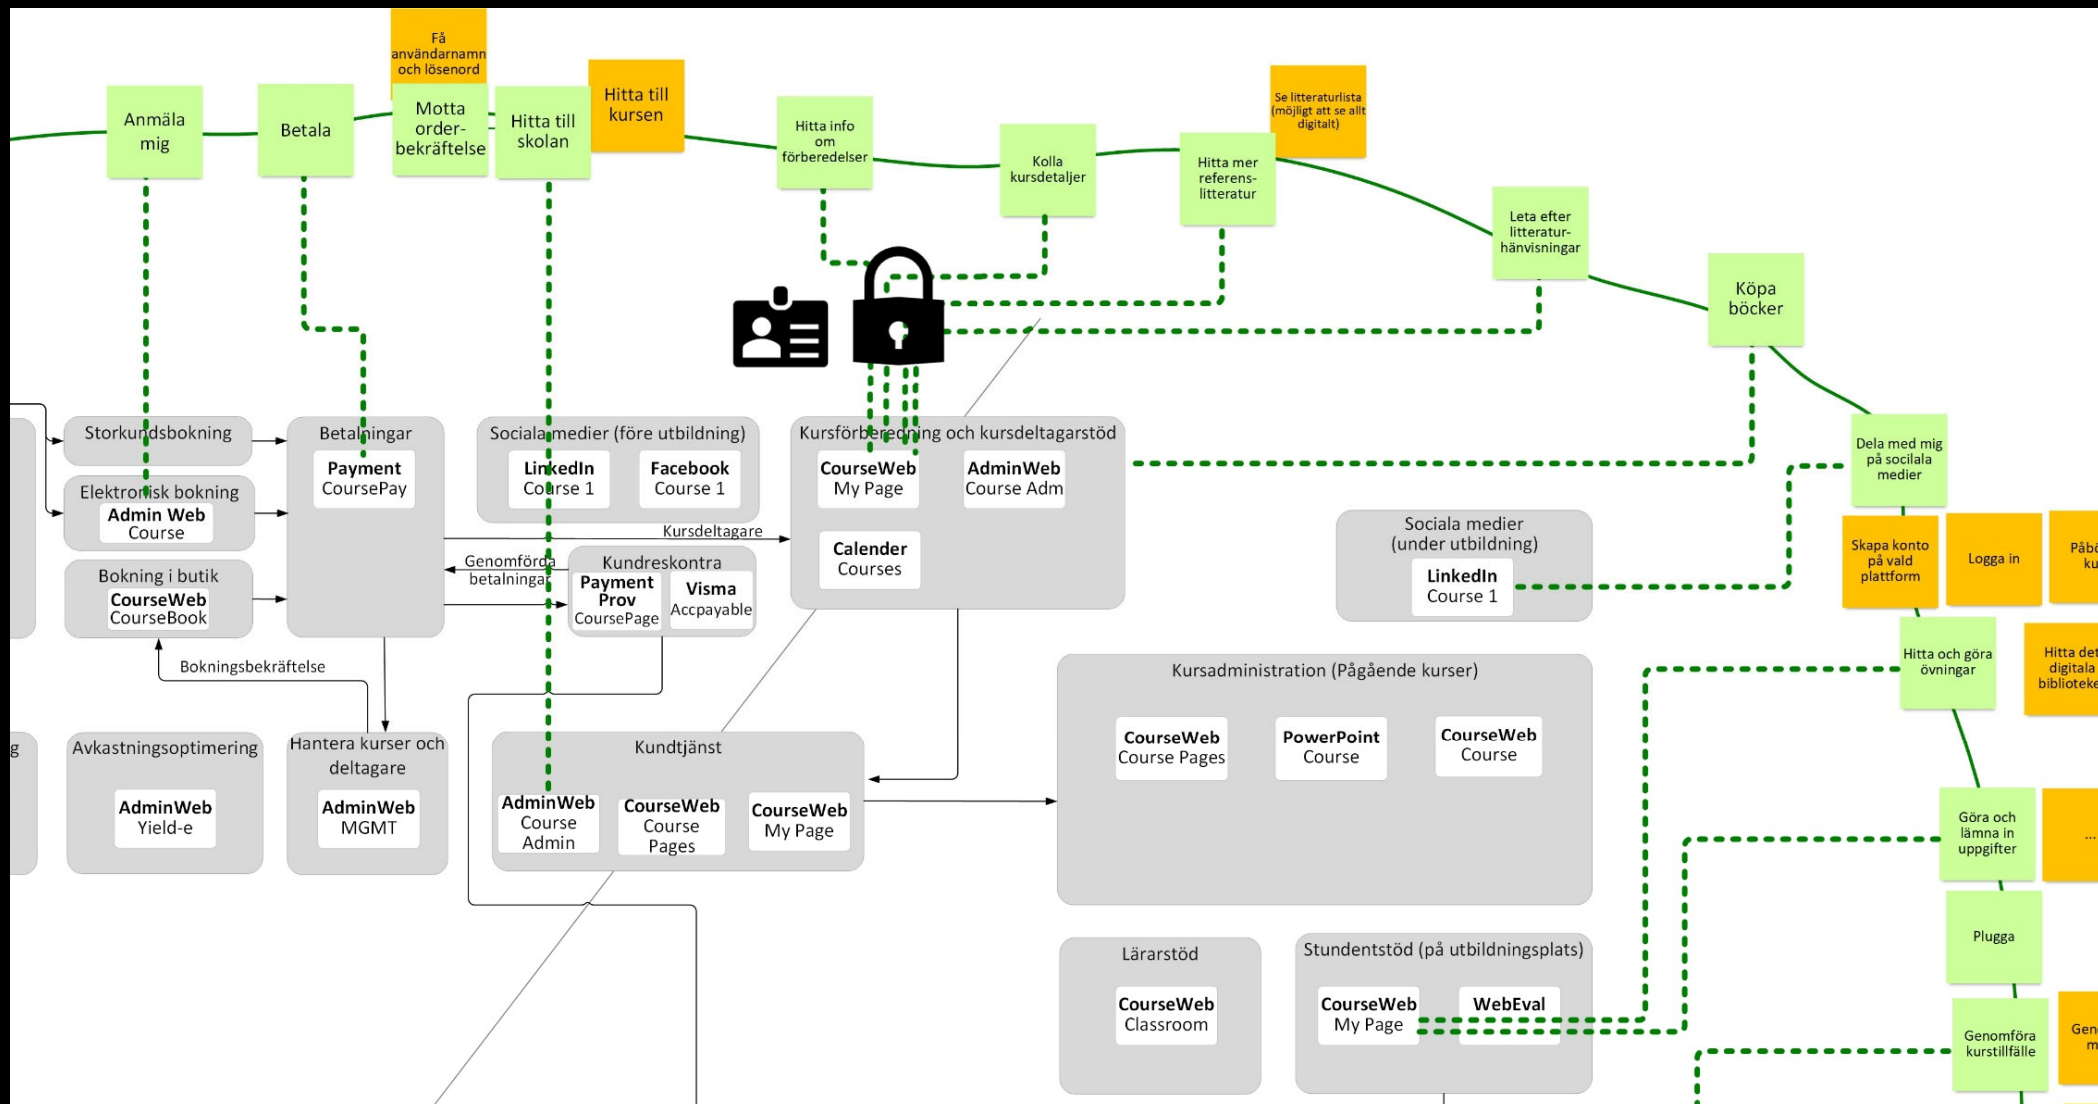 Få
användarnamn
och lösenord
Anmäla
mig
Betala
Motta
order-
bekräftelse
Hitta till
skolan
Hitta till
kursen
Hitta info
om
förberedelser
Kolla
kursdetaljer
Hitta mer
referens-
litteratur
Se litteraturlista
(möjligt att se allt
digitalt)
Leta efter
litteratur-
hänvisningar
Köpa
böcker
Dela med mig
på socilala
medier
Skapa konto
på vald
plattform
Logga in
Påbö
ku
Hitta och göra
övningar
Hitta det
digitala
biblioteke
Göra och
lämna in
uppgifter
...
Plugga
Genomföra
kurstillfälle
Gen
m
Storkundsbokning
Elektronisk bokning
Admin Web
Course
Bokning i butik
CourseWeb
CourseBook
Bokningsbekräftelse
Betalningar
Payment
CoursePay
Sociala medier (före utbildning)
LinkedIn
Course 1
Facebook
Course 1
Kursdeltagare
Genomförda
betalningar
Kundreskontra
Payment
Prov
CoursePage
Visma
Accpayable
Kursförberedning och kursdeltagarstöd
CourseWeb
My Page
AdminWeb
Course Adm
Calender
Courses
Sociala medier
(under utbildning)
LinkedIn
Course 1
g
Avkastningsoptimering
AdminWeb
Yield-e
Hantera kurser och
deltagare
AdminWeb
MGMT
Kundtjänst
AdminWeb
Course
Admin
CourseWeb
Course
Pages
CourseWeb
My Page
Kursadministration (Pågående kurser)
CourseWeb
Course Pages
PowerPoint
Course
CourseWeb
Course
Lärarstöd
CourseWeb
Classroom
Stundentstöd (på utbildningsplats)
CourseWeb
My Page
WebEval